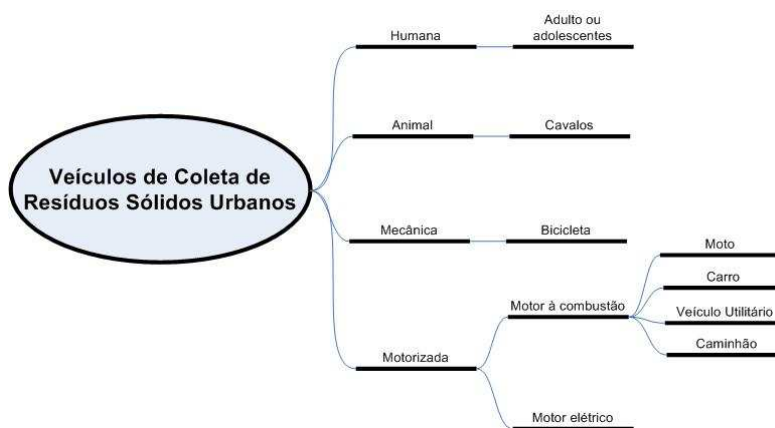 Veículos de Coleta de
Resíduos Sólidos Urbanos
Humana
Adulto ou
adolescentes
Animal
Cavalos
Mecânica
Bicicleta
Motorizada
Motor à combustão
Moto
Carro
Veículo Utilitário
Caminhão
Motor elétrico